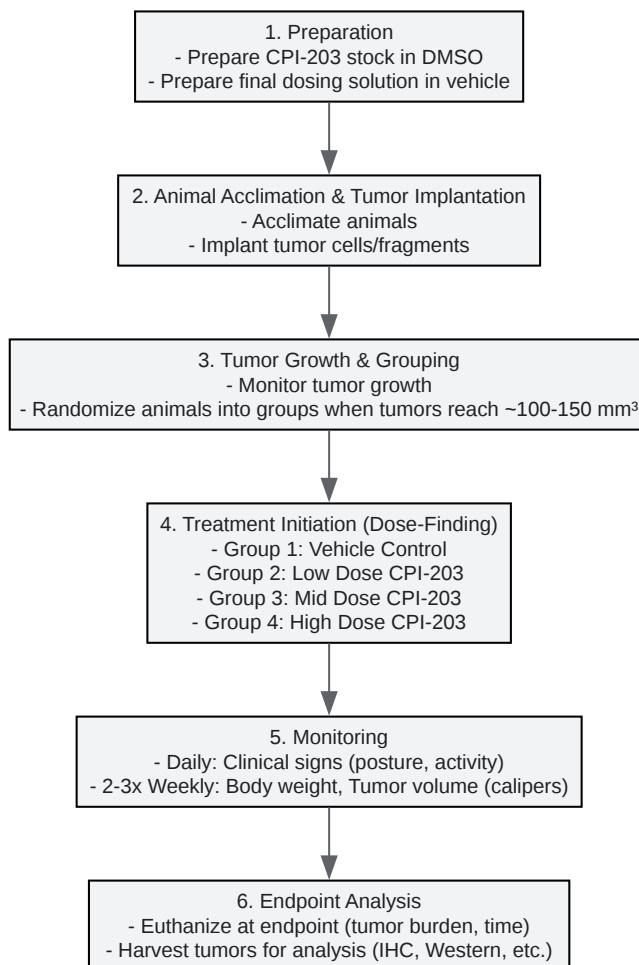 1. Preparation
- Prepare CPI-203 stock in DMSO
- Prepare final dosing solution in vehicle
2. Animal Acclimation & Tumor Implantation
- Acclimate animals
- Implant tumor cells/fragments
3. Tumor Growth & Grouping
- Monitor tumor growth
- Randomize animals into groups when tumors reach ~100-150 mm³
4. Treatment Initiation (Dose-Finding)
- Group 1: Vehicle Control
- Group 2: Low Dose CPI-203
- Group 3: Mid Dose CPI-203
- Group 4: High Dose CPI-203
5. Monitoring
- Daily: Clinical signs (posture, activity)
- 2-3x Weekly: Body weight, Tumor volume (calipers)
6. Endpoint Analysis
- Euthanize at endpoint (tumor burden, time)
- Harvest tumors for analysis (IHC, Western, etc.)